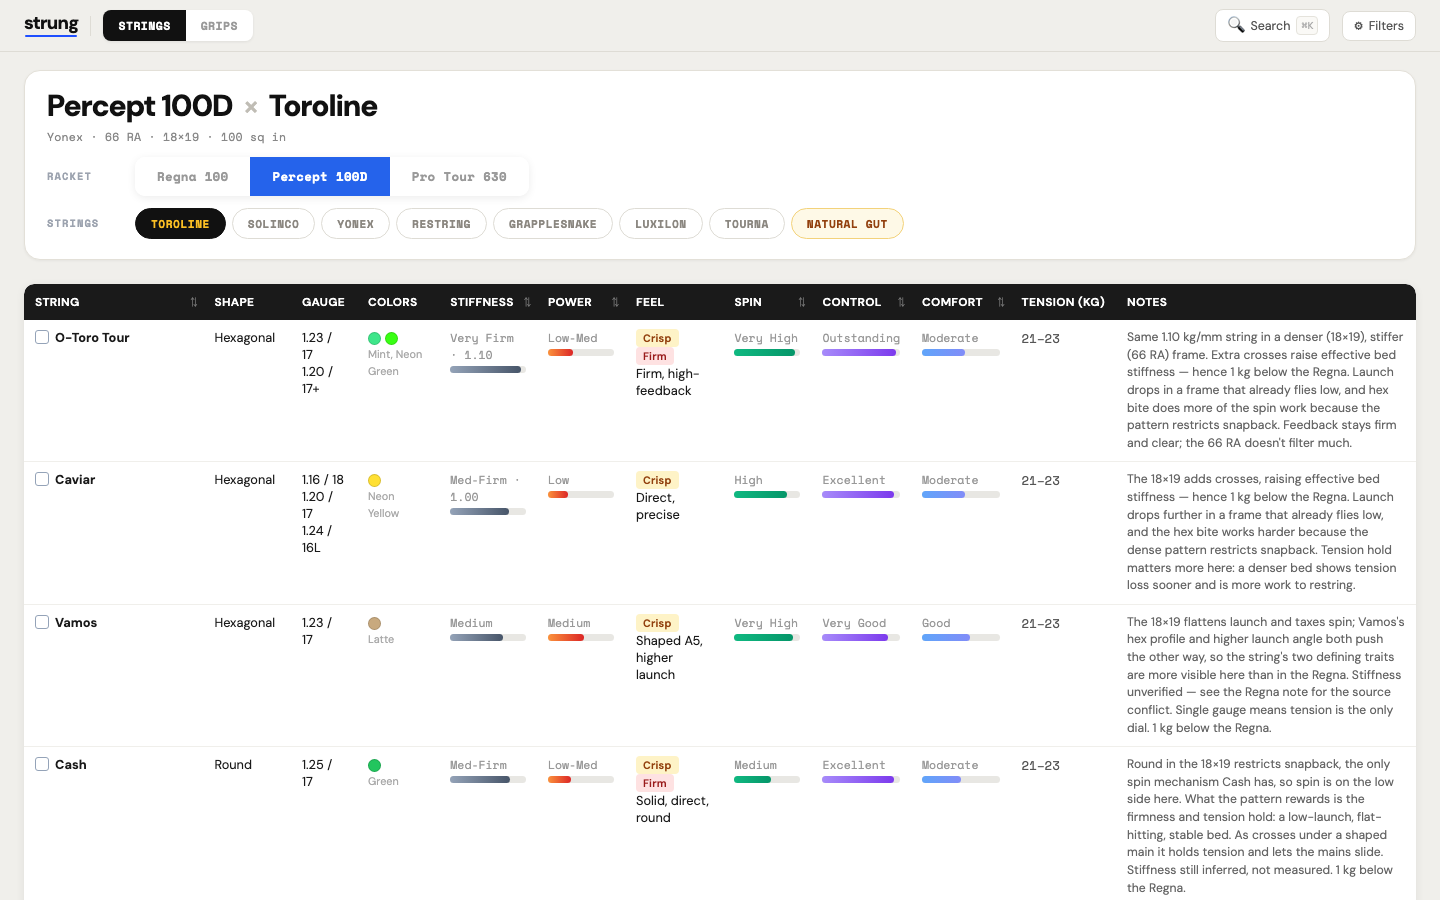 strung
STRINGS
GRIPS
Search ⌘K
Filters
Percept 100D × Toroline
Yonex · 66 RA · 18×19 · 100 sq in
RACKET
Regna 100
Percept 100D
Pro Tour 630
STRINGS
TOROLINE
SOLINCO
YONEX
RESTRING
GRAPPLESNAKE
LUXILON
TOURNA
NATURAL GUT
STRING
SHAPE
GAUGE
COLORS
STIFFNESS
POWER
FEEL
SPIN
CONTROL
COMFORT
TENSION (KG)
NOTES
O-Toro Tour
Hexagonal
1.23 /
17
1.20 /
17+
Mint, Neon
Green
Very Firm
· 1.10
Low-Med
Crisp
Firm
Firm, high-
feedback
Very High
Outstanding
Moderate
21–23
Same 1.10 kg/mm string in a denser (18×19), stiffer
(66 RA) frame. Extra crosses raise effective bed
stiffness — hence 1 kg below the Regna. Launch
drops in a frame that already flies low, and hex
bite does more of the spin work because the
pattern restricts snapback. Feedback stays firm
and clear; the 66 RA doesn't filter much.
Caviar
Hexagonal
1.16 / 18
1.20 /
17
1.24 /
16L
Neon
Yellow
Med-Firm ·
1.00
Low
Crisp
Direct,
precise
High
Excellent
Moderate
21–23
The 18×19 adds crosses, raising effective bed
stiffness — hence 1 kg below the Regna. Launch
drops further in a frame that already flies low,
and the hex bite works harder because the
dense pattern restricts snapback. Tension hold
matters more here: a denser bed shows tension
loss sooner and is more work to restring.
Vamos
Hexagonal
1.23 /
17
Latte
Medium
Medium
Crisp
Shaped A5,
higher
launch
Very High
Very Good
Good
21–23
The 18×19 flattens launch and taxes spin; Vamos's
hex profile and higher launch angle both push
the other way, so the string's two defining traits
are more visible here than in the Regna. Stiffness
unverified — see the Regna note for the source
conflict. Single gauge means tension is the only
dial. 1 kg below the Regna.
Cash
Round
1.25 /
17
Green
Med-Firm
Low-Med
Crisp
Firm
Solid, direct,
round
Medium
Excellent
Moderate
21–23
Round in the 18×19 restricts snapback, the only
spin mechanism Cash has, so spin is on the low
side here. What the pattern rewards is the
firmness and tension hold: a low-launch, flat-
hitting, stable bed. As crosses under a shaped
main it holds tension and lets the mains slide.
Stiffness still inferred, not measured. 1 kg below
the Regna.